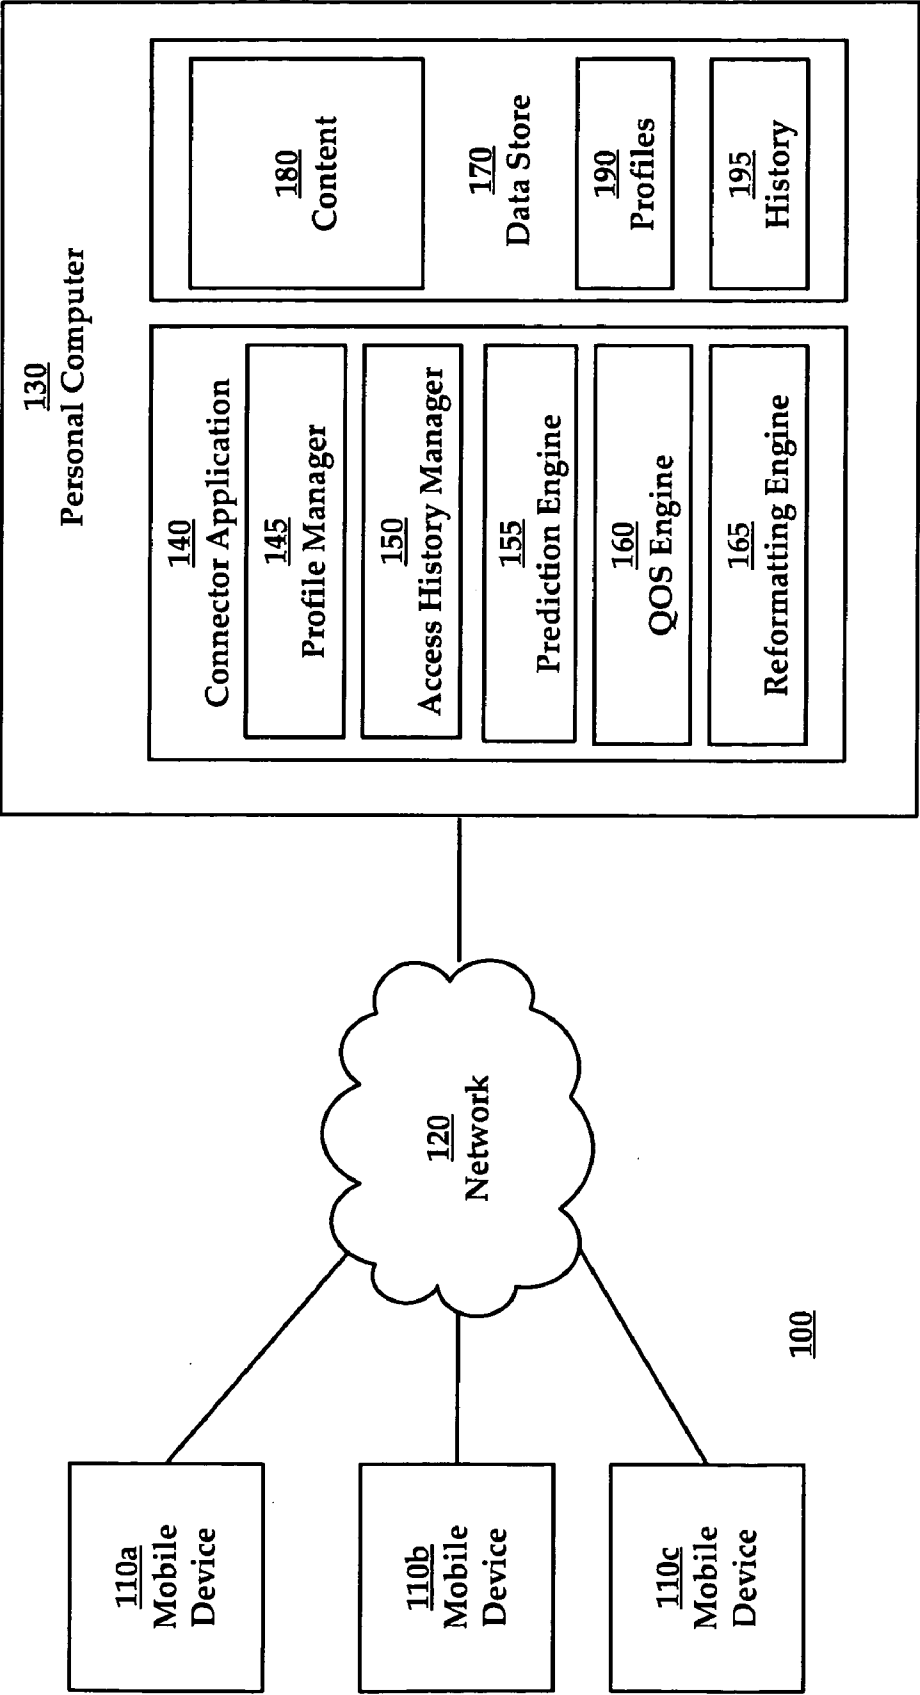 110a
Mobile
Device
110b
Mobile
Device
110c
Mobile
Device
120
Network
100
130
Personal Computer
140
Connector Application
145
Profile Manager
150
Access History Manager
155
Prediction Engine
160
QOS Engine
165
Reformatting Engine
180
Content
170
Data Store
190
Profiles
195
History